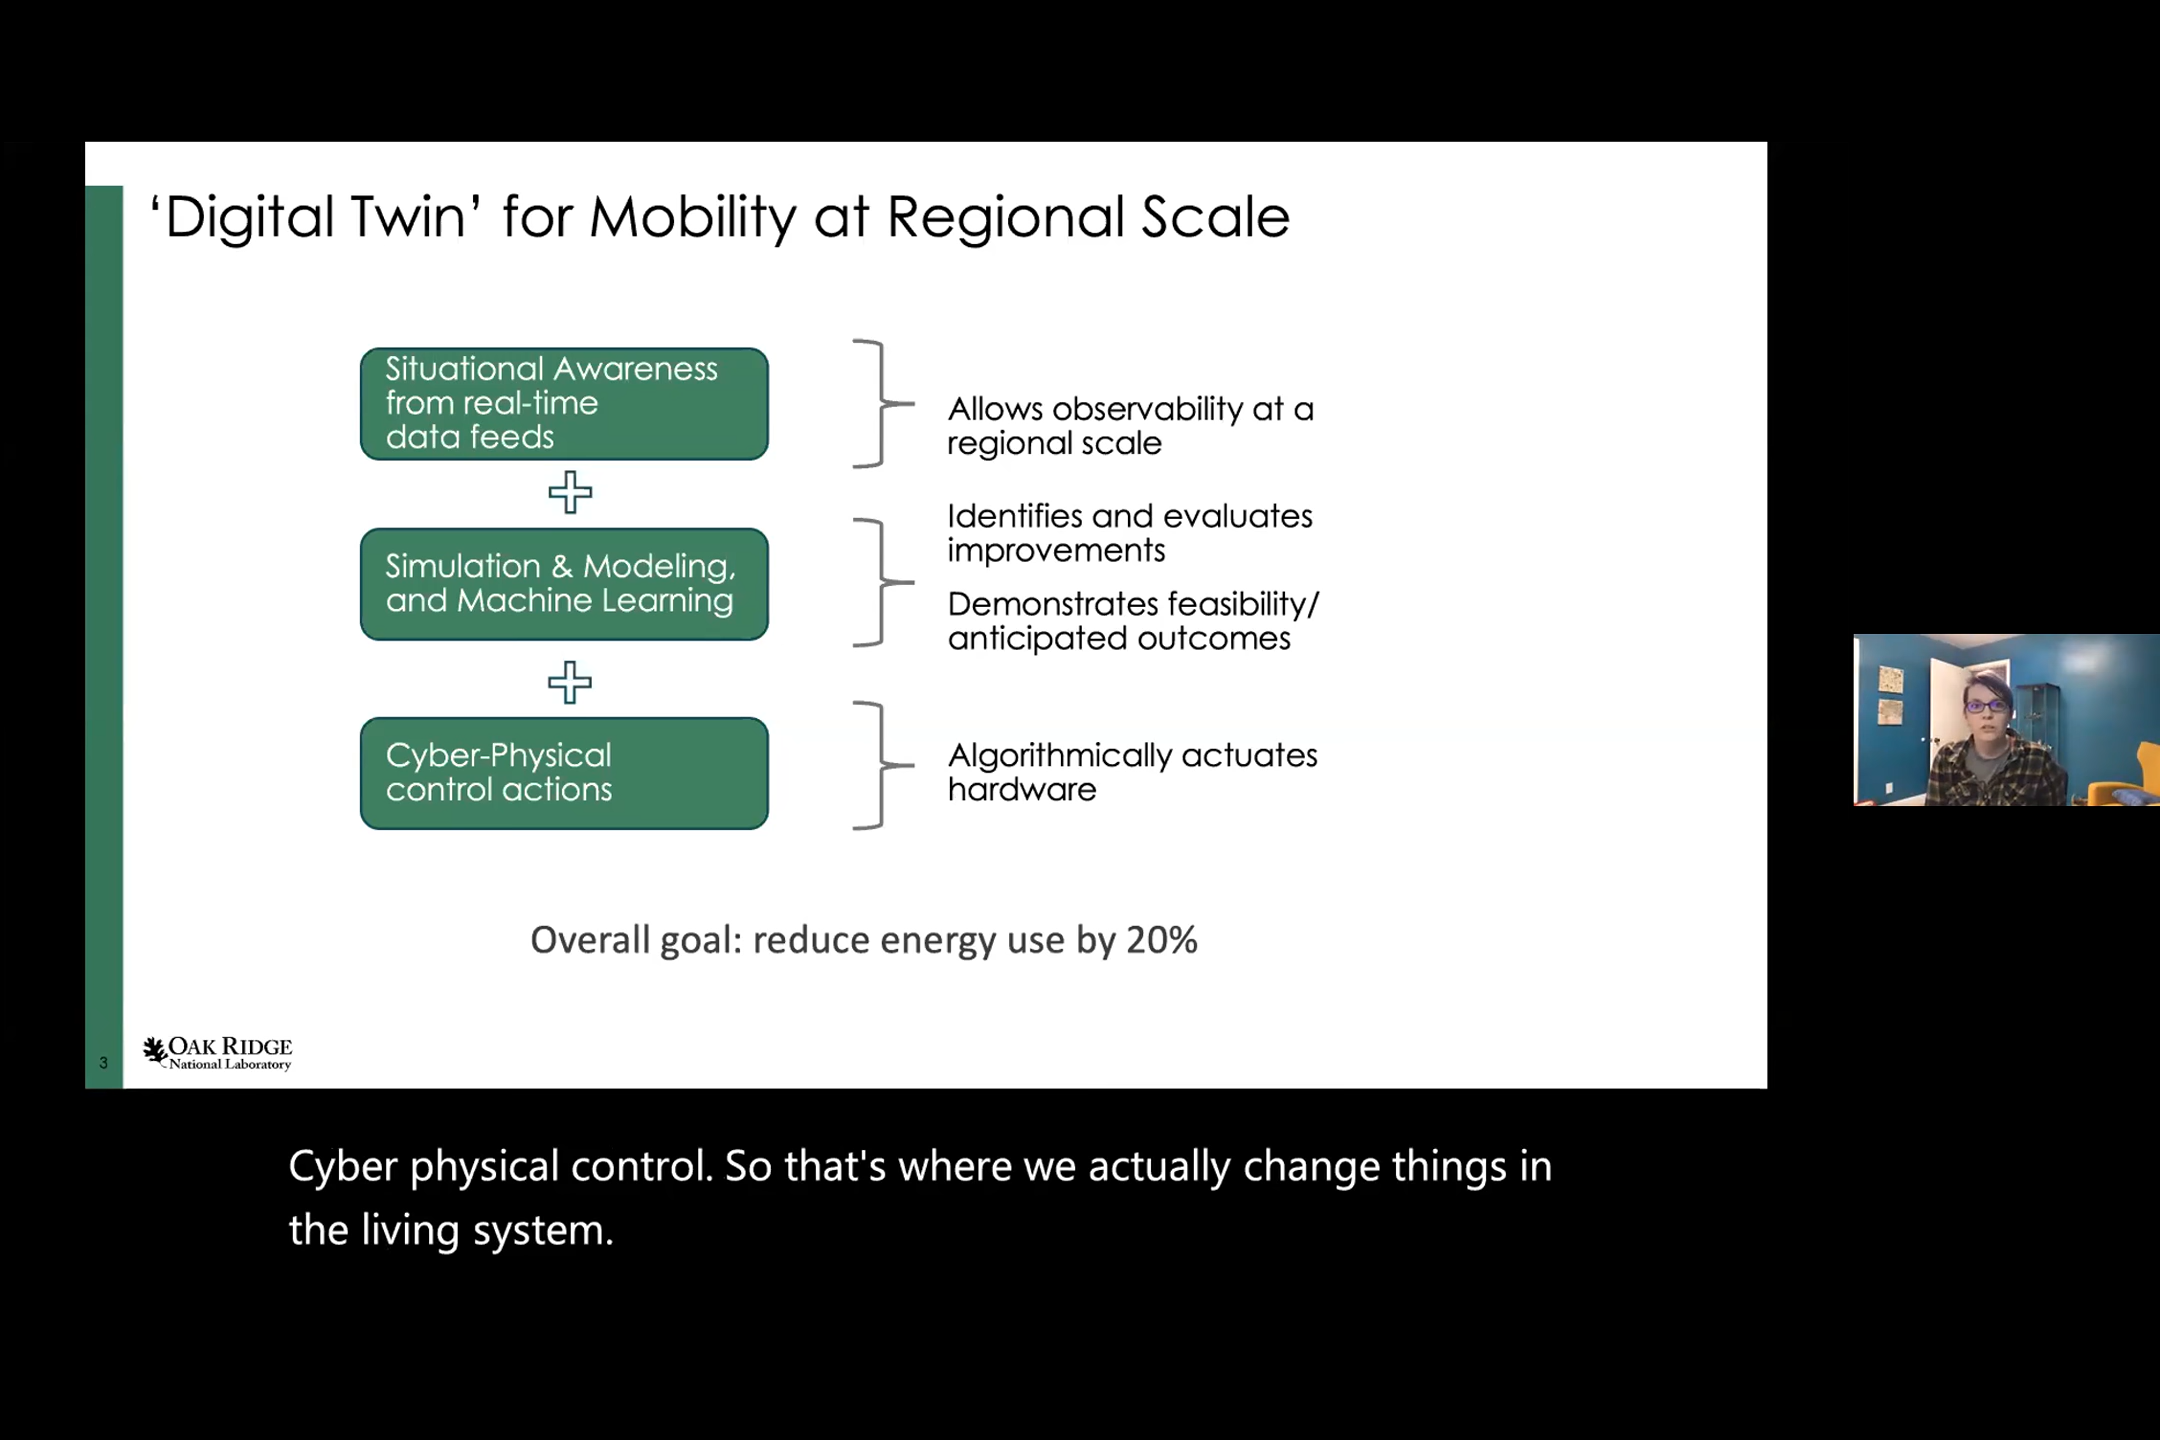 ‘Digital Twin’ for Mobility at Regional Scale
Situational Awareness
from real-time
data feeds
Allows observability at a
regional scale
Simulation & Modeling,
and Machine Learning
Identifies and evaluates
improvements
Demonstrates feasibility/
anticipated outcomes
Cyber-Physical
control actions
Algorithmically actuates
hardware
Overall goal: reduce energy use by 20%
3
OAK RIDGE
National Laboratory
Cyber physical control. So that's where we actually change things in
the living system.